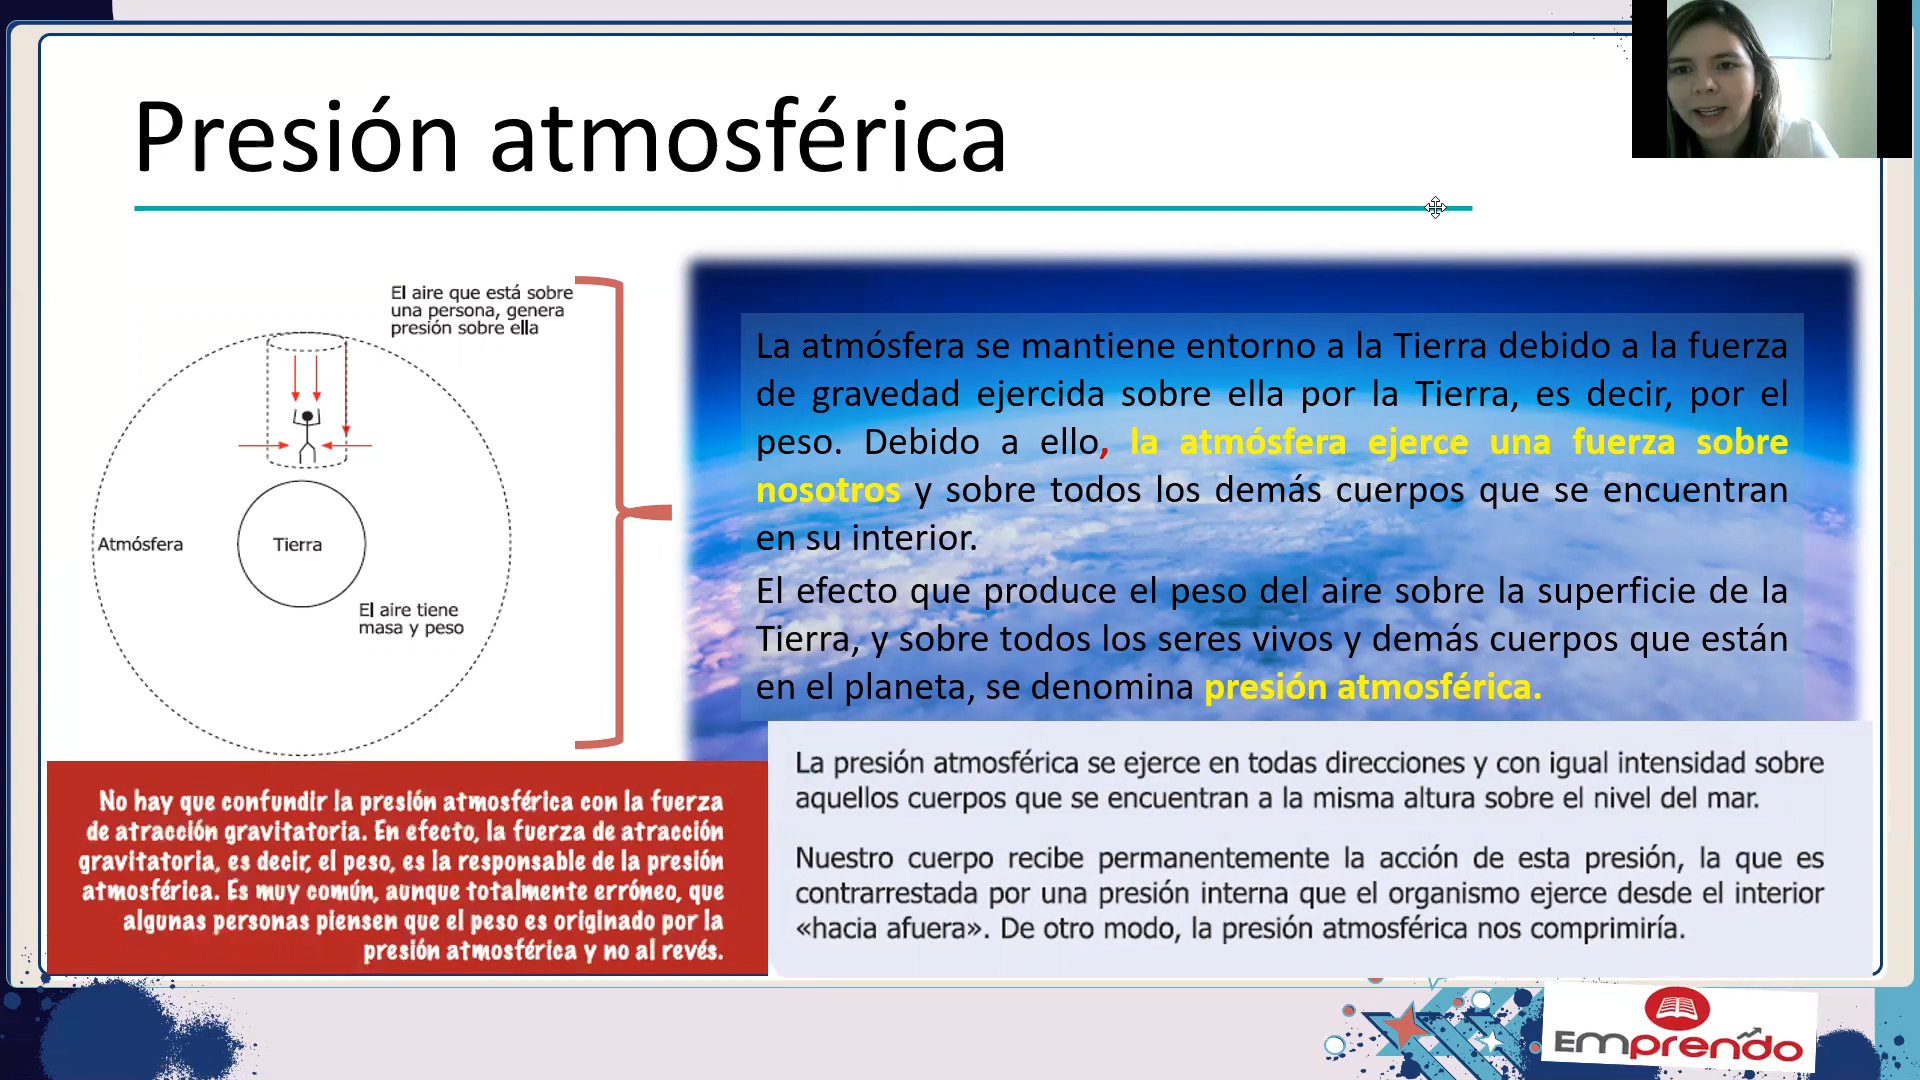 Presión atmosférica
El aire que está sobre
una persona, genera
presión sobre ella
Atmósfera
Tierra
El aire tiene
masa y peso
La atmósfera se mantiene entorno a la Tierra debido a la fuerza
de gravedad ejercida sobre ella por la Tierra, es decir, por el
peso. Debido a ello, la atmósfera ejerce una fuerza sobre
nosotros y sobre todos los demás cuerpos que se encuentran
en su interior.
El efecto que produce el peso del aire sobre la superficie de la
Tierra, y sobre todos los seres vivos y demás cuerpos que están
en el planeta, se denomina presión atmosférica.
No hay que confundir la presión atmosférica con la fuerza
de atracción gravitatoria. En efecto, la fuerza de atracción
gravitatoria, es decir, el peso, es la responsable de la presión
atmosférica. Es muy común, aunque totalmente erróneo, que
algunas personas piensen que el peso es originado por la
presión atmosférica y no al revés.
La presión atmosférica se ejerce en todas direcciones y con igual intensidad sobre
aquellos cuerpos que se encuentran a la misma altura sobre el nivel del mar.
Nuestro cuerpo recibe permanentemente la acción de esta presión, la que es
contrarrestada por una presión interna que el organismo ejerce desde el interior
«hacia afuera». De otro modo, la presión atmosférica nos comprimiría.
Emprendo